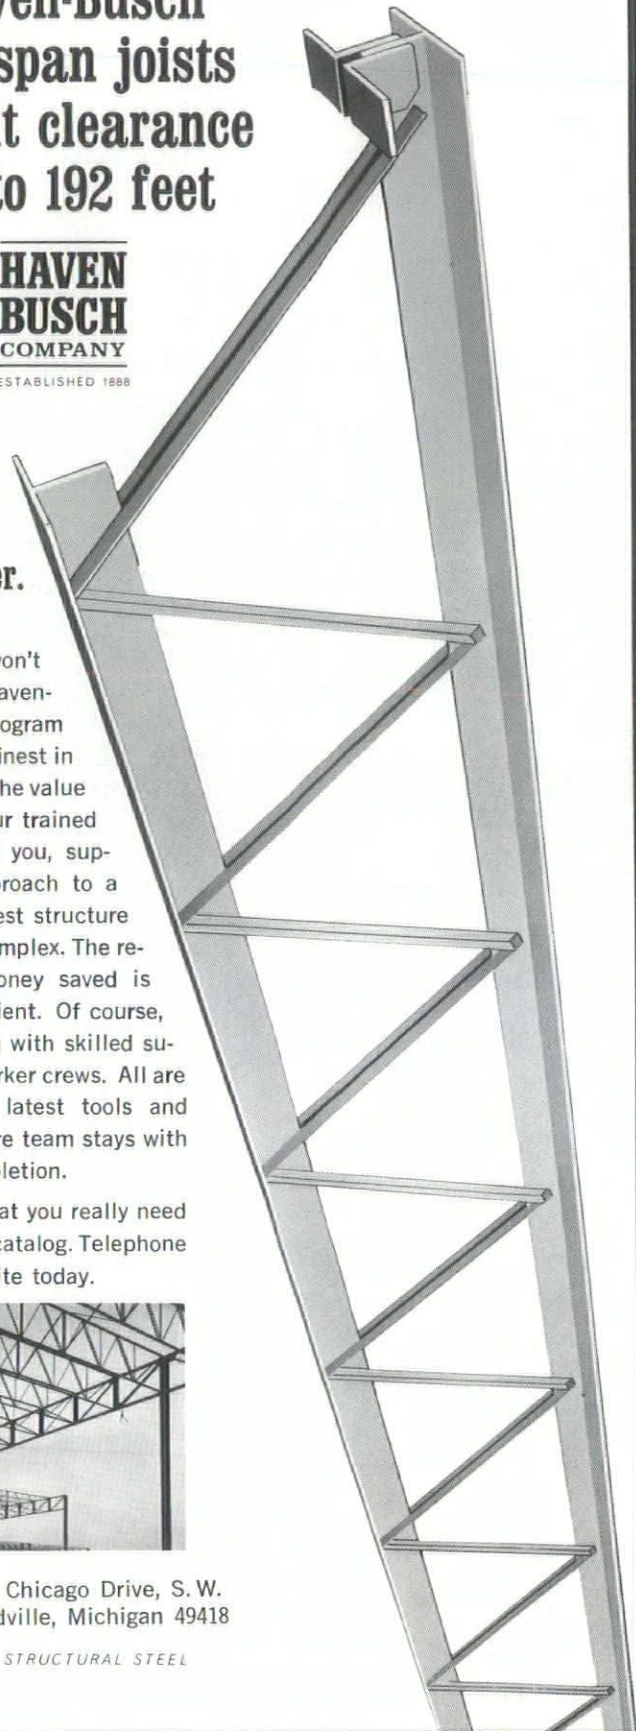 ven-Busch
span joists
t clearance
to 192 feet
HAVEN
BUSCH
COMPANY
ESTABLISHED 1888
er.
on't
aven-
ogram
inest in
he value
ur trained
you, sup-
roach to a
est structure
mplex. The re-
oney saved is
ient. Of course,
with skilled su-
rker crews. All are
latest tools and
re team stays with
letion.
at you really need
catalog. Telephone
ite today.
Chicago Drive, S.W.
dville, Michigan 49418
STRUCTURAL STEEL